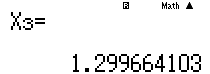 R Math ▲
X₃=
1.299664103